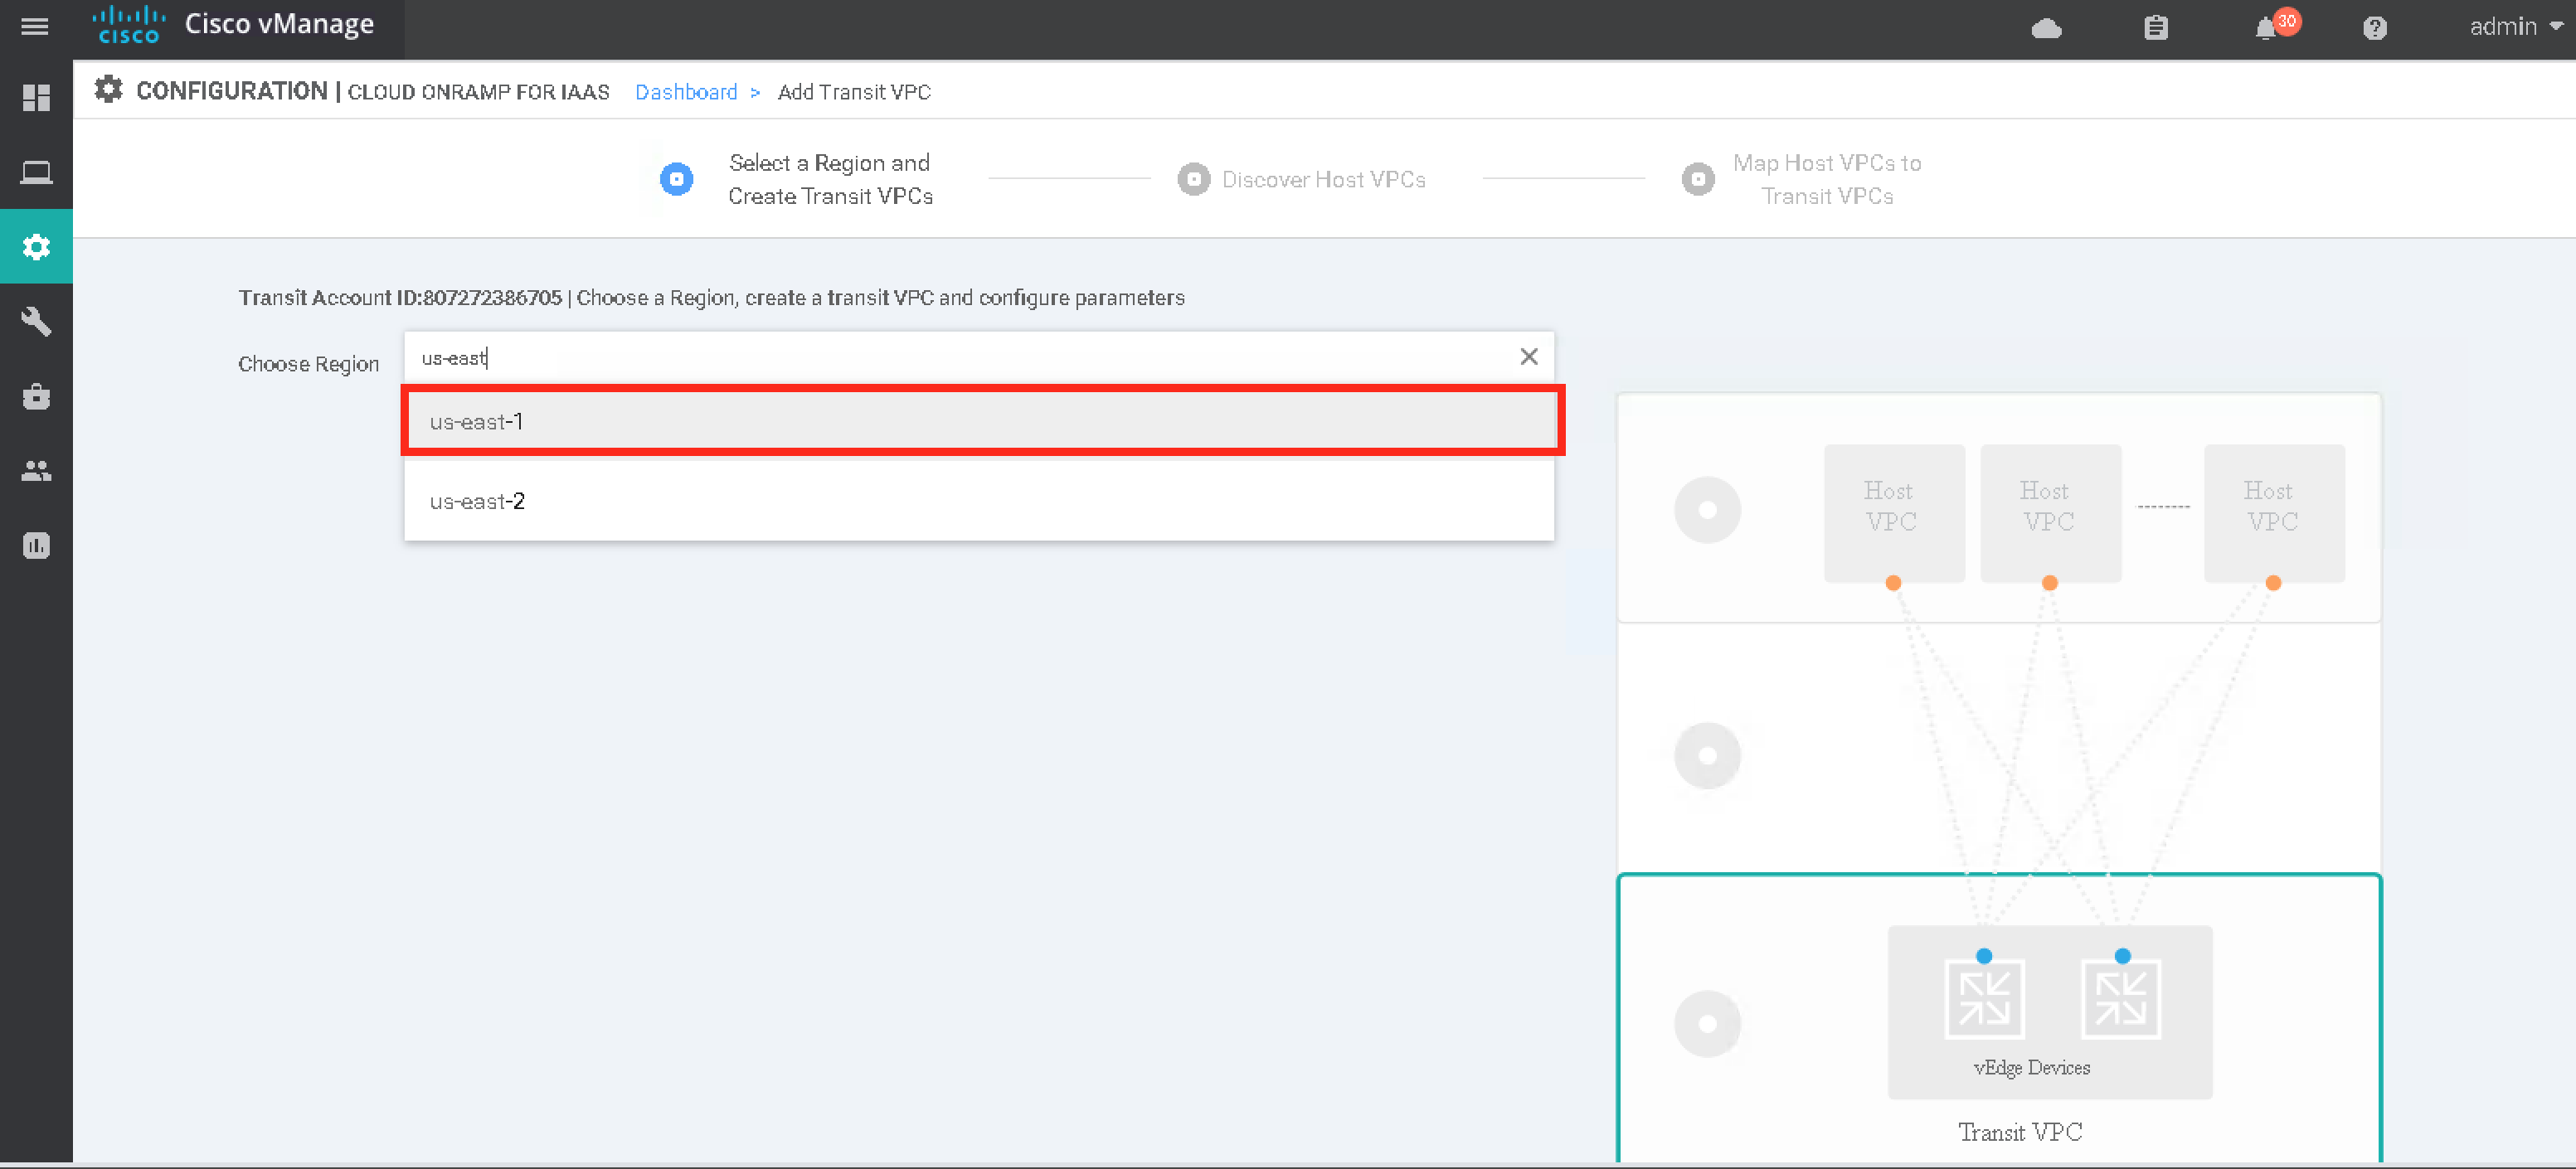 CISCO Cisco vManage 30 admin
CONFIGURATION | CLOUD ONRAMP FOR IAAS Dashboard > Add Transit VPC
Select a Region and
Create Transit VPCs
Discover Host VPCs
Map Host VPCs to
Transit VPCs
Transit Account ID:807272386705 | Choose a Region, create a transit VPC and configure parameters
Choose Region us-east
us-east-1
us-east-2
Host
VPC
Host
VPC
Host
VPC
vEdge Devices
Transit VPC